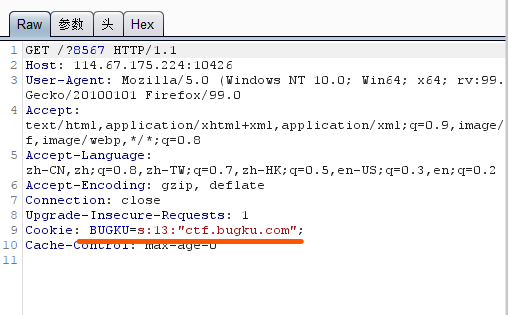 Raw 参数 头 Hex
1 GET /?8567 HTTP/1.1
2 Host: 114.67.175.224:10426
3 User-Agent: Mozilla/5.0 (Windows NT 10.0; Win64; x64; rv:99.
Gecko/20100101 Firefox/99.0
4 Accept:
text/html,application/xhtml+xml,application/xml;q=0.9,image/
f,image/webp,*/*;q=0.8
5 Accept-Language:
zh-CN,zh;q=0.8,zh-TW;q=0.7,zh-HK;q=0.5,en-US;q=0.3,en;q=0.2
6 Accept-Encoding: gzip, deflate
7 Connection: close
8 Upgrade-Insecure-Requests: 1
9 Cookie: BUGKU=s:13:"ctf.bugku.com";
10 Cache-Control: max-age=0
11